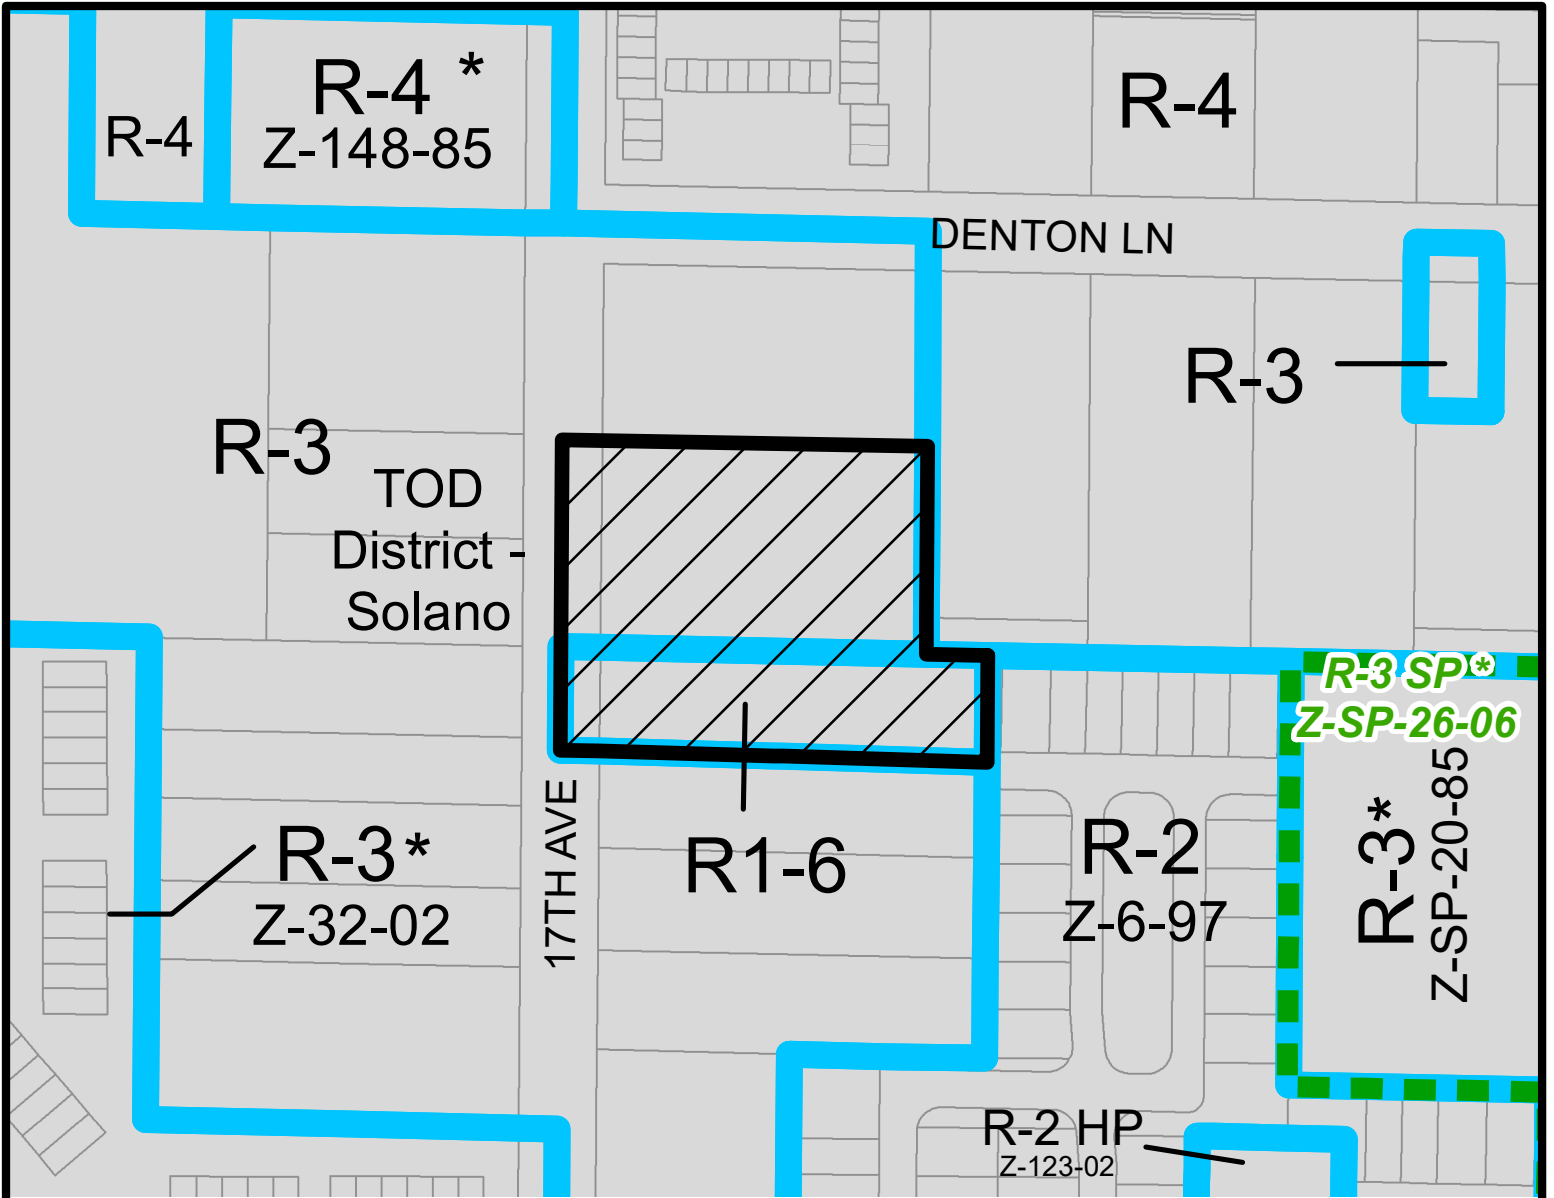 R-4 *
Z-148-85
R-4
R-4
DENTON LN
R-3
R-3
TOD
District -
Solano
R-3 SP *
Z-SP-26-06
R-3*
Z-SP-20-85
17TH AVE
R-3*
Z-32-02
R1-6
R-2
Z-6-97
R-2 HP
Z-123-02